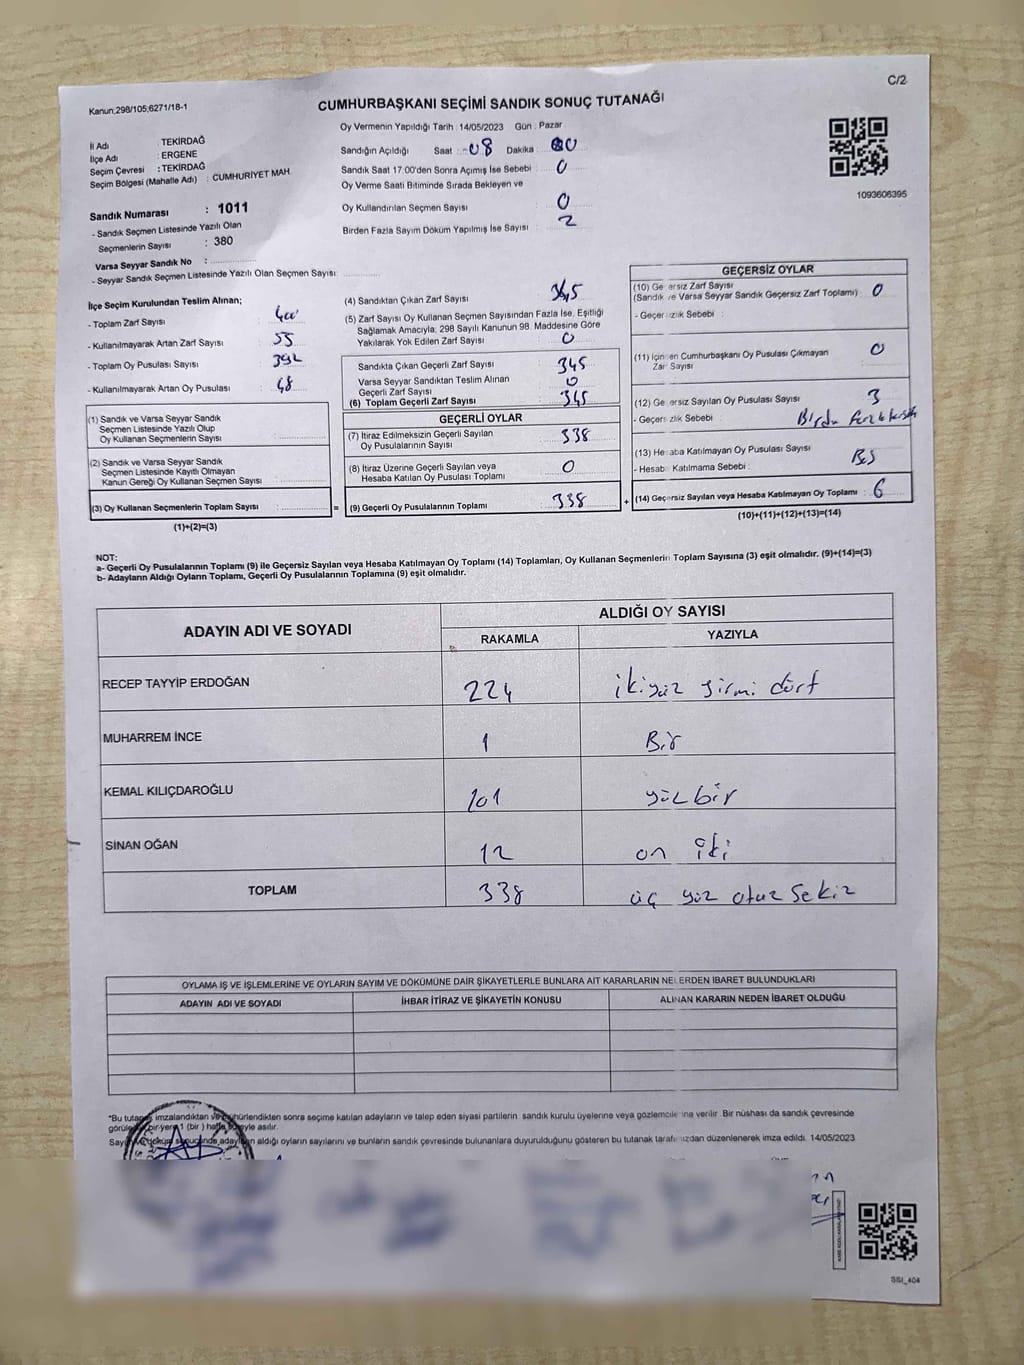 C/2
Kanun:298/105;6271/18-1
CUMHURBAŞKANI SEÇİMİ SANDIK SONUÇ TUTANAĞI
Oy Vermenin Yapıldığı Tarih : 14/05/2023 Gün : Pazar
İl Adı : TEKİRDAĞ
İlçe Adı : ERGENE
Seçim Çevresi : TEKİRDAĞ
Seçim Bölgesi (Mahalle Adı) : CUMHURİYET MAH.
Sandığın Açıldığı Saat : 08 Dakika 00
Sandık Saat 17:00'den Sonra Açımış İse Sebebi 0
Oy Verme Saati Bitiminde Sırada Bekleyen ve
Oy Kullandırılan Seçmen Sayısı 0
Birden Fazla Sayım Döküm Yapılmış İse Sayısı : 2
1093606395
Sandık Numarası : 1011
- Sandık Seçmen Listesinde Yazılı Olan
Seçmenlerin Sayısı : 380
Varsa Seyyar Sandık No :
- Seyyar Sandık Seçmen Listesinde Yazılı Olan Seçmen Sayısı:
İlçe Seçim Kurulundan Teslim Alınan;
- Toplam Zarf Sayısı : 400
- Kullanılmayarak Artan Zarf Sayısı : 55
- Toplam Oy Pusulası Sayısı : 392
- Kullanılmayarak Artan Oy Pusulası : 48
(1) Sandık ve Varsa Seyyar Sandık
Seçmen Listesinde Yazılı Olup
Oy Kullanan Seçmenlerin Sayısı :
(2) Sandık ve Varsa Seyyar Sandık
Seçmen Listesinde Kayıtlı Olmayan
Kanun Gereği Oy Kullanan Seçmen Sayısı :
(3) Oy Kullanan Seçmenlerin Toplam Sayısı : =
(1)+(2)=(3)
(4) Sandıktan Çıkan Zarf Sayısı : 345
(5) Zarf Sayısı Oy Kullanan Seçmen Sayısından Fazla İse, Eşitliği
Sağlamak Amacıyla; 298 Sayılı Kanunun 98. Maddesine Göre
Yakılarak Yok Edilen Zarf Sayısı : 0
Sandıkta Çıkan Geçerli Zarf Sayısı : 345
Varsa Seyyar Sandıktan Teslim Alınan
Geçerli Zarf Sayısı : 0
(6) Toplam Geçerli Zarf Sayısı : 345
GEÇERLİ OYLAR
(7) İtiraz Edilmeksizin Geçerli Sayılan
Oy Pusulalarının Sayısı : 338
(8) İtiraz Üzerine Geçerli Sayılan veya
Hesaba Katılan Oy Pusulaları Toplamı : 0
(9) Geçerli Oy Pusulalarının Toplamı : 338 +
GEÇERSİZ OYLAR
(10) Geçersiz Zarf Sayısı
(Sandık ve Varsa Seyyar Sandık Geçersiz Zarf Toplamı) : 0
- Geçersizlik Sebebi :
(11) İçinden Cumhurbaşkanı Oy Pusulası Çıkmayan
Zarf Sayısı : 0
(12) Geçersiz Sayılan Oy Pusulası Sayısı : 3
- Geçersizlik Sebebi : Birden fazla
(13) Hesaba Katılmayan Oy Pusulası Sayısı :
- Hesaba Katılmama Sebebi :
(14) Geçersiz Sayılan veya Hesaba Katılmayan Oy Toplamı : 6
(10)+(11)+(12)+(13)=(14)
NOT:
a- Geçerli Oy Pusulalarının Toplamı (9) ile Geçersiz Sayılan veya Hesaba Katılmayan Oy Toplamı (14) Toplamları, Oy Kullanan Seçmenlerin Toplam Sayısına (3) eşit olmalıdır. (9)+(14)=(3)
b- Adayların Aldığı Oyların Toplamı, Geçerli Oy Pusulalarının Toplamına (9) eşit olmalıdır.
ADAYIN ADI VE SOYADI ALDIĞI OY SAYISI
RAKAMLA YAZIYLA
RECEP TAYYİP ERDOĞAN 224 ikiyüz yirmi dört
MUHARREM İNCE 1 Bir
KEMAL KILIÇDAROĞLU 101 yüz bir
SİNAN OĞAN 12 on iki
TOPLAM 338 üç yüz otuz sekiz
OYLAMA İŞ VE İŞLEMLERİNE VE OYLARIN SAYIM VE DÖKÜMÜNE DAİR ŞİKAYETLERLE BUNLARA AİT KARARLARIN NELERDEN İBARET BULUNDUKLARI
ADAYIN ADI VE SOYADI İHBAR İTİRAZ VE ŞİKAYETİN KONUSU ALINAN KARARIN NEDEN İBARET OLDUĞU
*Bu tutanak imzalandıktan ve mühürlendikten sonra seçime katılan adayların ve talep eden siyasi partilerin sandık kurulu üyelerine veya gözlemcilerine verilir. Bir nüshası da sandık çevresinde
görülen bir yere 1 (bir ) hafta süreyle asılır.
adayların aldığı oyların sayılarını ve bunların sandık çevresinde bulunanlara duyurulduğunu gösteren bu tutanak tarafımızdan düzenlenerek imza edildi. 14/05/2023
SSI_404